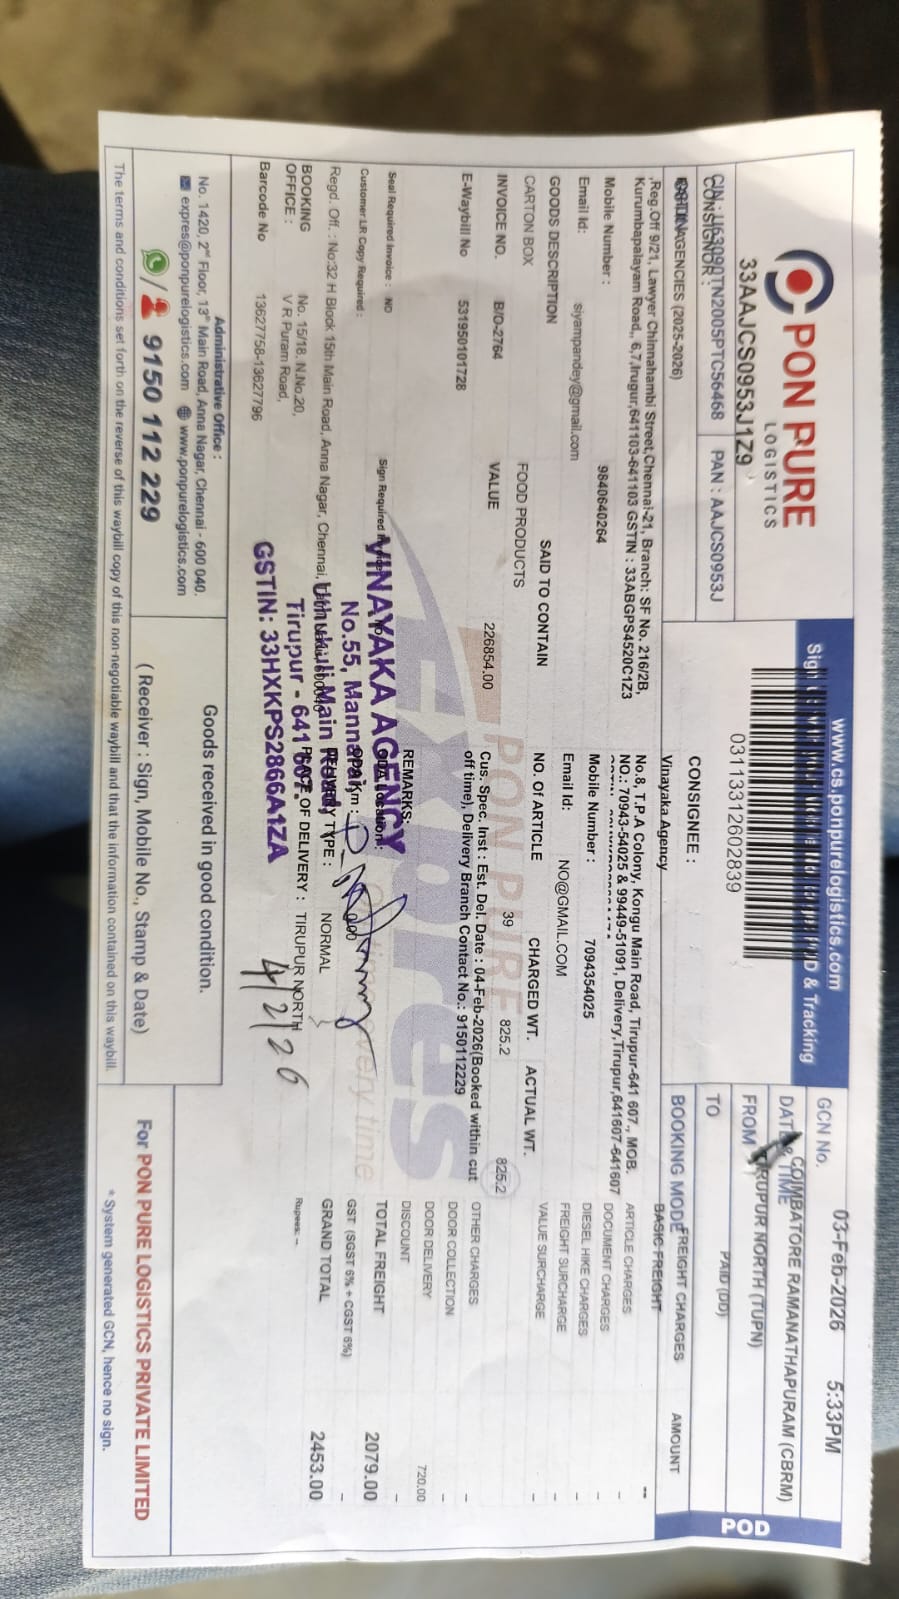 PON PURE
LOGISTICS
33AAJCS0953J1Z9
CIN : U63090TN2005PTC56468
PAN : AAJCS0953J
CONSIGNOR :
AGENCIES (2025-2026)
,Reg.Off 9/21, Lawyer Chinnahambi Street,Chennai-21, Branch: SF No. 216/2B,
Kurumbapalayam Road,, 6,7,Irugur,641103-641103 GSTIN : 33ABGPS4520C1Z3
Mobile Number : 9840640264
Email Id: siyampandey@gmail.com
www.cs.ponpurelogistics.com
& Tracking
03113312602839
CONSIGNEE :
Vinayaka Agency
No.8, T.P.A Colony, Kongu Main Road, Tirupur-641 607., MOB.
NO.: 70943-54025 & 99449-51091, Delivery,Tirupur,641607-641607
Mobile Number : 7094354025
Email Id: NO@GMAIL.COM
GCN No. 03-Feb-2026 5:33PM
DATE & TIME COIMBATORE RAMANATHAPURAM (CBRM)
FROM TIRUPUR NORTH (TUPN)
TO PAID (DD)
BOOKING MODE FREIGHT CHARGES AMOUNT
POD
GOODS DESCRIPTION SAID TO CONTAIN NO. OF ARTICLE CHARGED WT. ACTUAL WT.
CARTON BOX FOOD PRODUCTS 39 825.2 825.2
INVOICE NO. B/D-2764 VALUE 226854.00
E-Waybill No 531950101728
Cus. Spec. Inst : Est. Del. Date : 04-Feb-2026(Booked within cut
off time), Delivery Branch Contact No.: 9150112229
BASIC FREIGHT --
ARTICLE CHARGES -
DOCUMENT CHARGES -
DIESEL HIKE CHARGES -
FREIGHT SURCHARGE -
VALUE SURCHARGE -
OTHER CHARGES -
DOOR COLLECTION -
DOOR DELIVERY 720.00
DISCOUNT -
TOTAL FREIGHT 2079.00
GST (SGST 6% + CGST 6%) -
GRAND TOTAL 2453.00
Rupees: --
PON PURE
Expres
Seal Required Invoice : NO
Sign Required
Customer LR Copy Required :
REMARKS:
Regd. Off. : No:32 H Block 15th Main Road, Anna Nagar, Chennai,
BOOKING OFFICE : No. 15/18, N.No.20,
V R Puram Road,
Barcode No 13627758-13627796
DELIVERY TYPE : NORMAL
PLACE OF DELIVERY : TIRUPUR NORTH
VINAYAKA AGENCY
No.55, Mannarai,
Uthukuli Main Road,
Tirupur - 641 607.
GSTIN: 33HXKPS2866A1ZA
4/2/26
Administrative Office :
No. 1420, 2nd Floor, 13th Main Road, Anna Nagar, Chennai - 600 040.
expres@ponpurelogistics.com www.ponpurelogistics.com
9150 112 229
Goods received in good condition.
( Receiver : Sign, Mobile No., Stamp & Date)
For PON PURE LOGISTICS PRIVATE LIMITED
* System generated GCN, hence no sign.
The terms and conditions set forth on the reverse of this waybill copy of this non-negotiable waybill and that the information contained on this waybill.